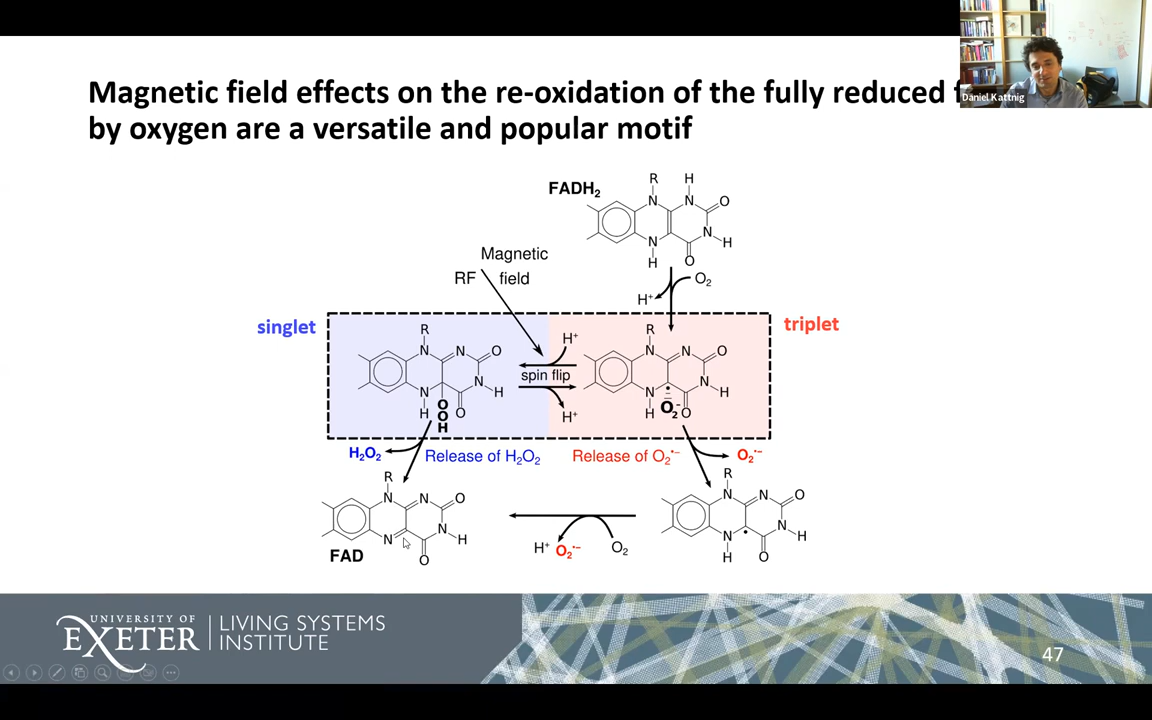 Magnetic field effects on the re-oxidation of the fully reduced
by oxygen are a versatile and popular motif
Daniel Kattnig
FADH₂
R
H
N
N
O
N
H
N
H
O
Magnetic
RF
field
H⁺
O₂
singlet
triplet
R
N
N
O
N
H
N
H
O
O
O
H
H⁺
spin flip
H⁺
R
N
N
O
N
H
N
H
O₂⁻
O
H₂O₂
Release of H₂O₂
Release of O₂•−
O₂•−
R
N
N
O
N
H
N
O
FAD
H⁺
O₂•−
O₂
R
N
N
O
N
H
N
H
O
UNIVERSITY OF
EXETER
LIVING SYSTEMS
INSTITUTE
47